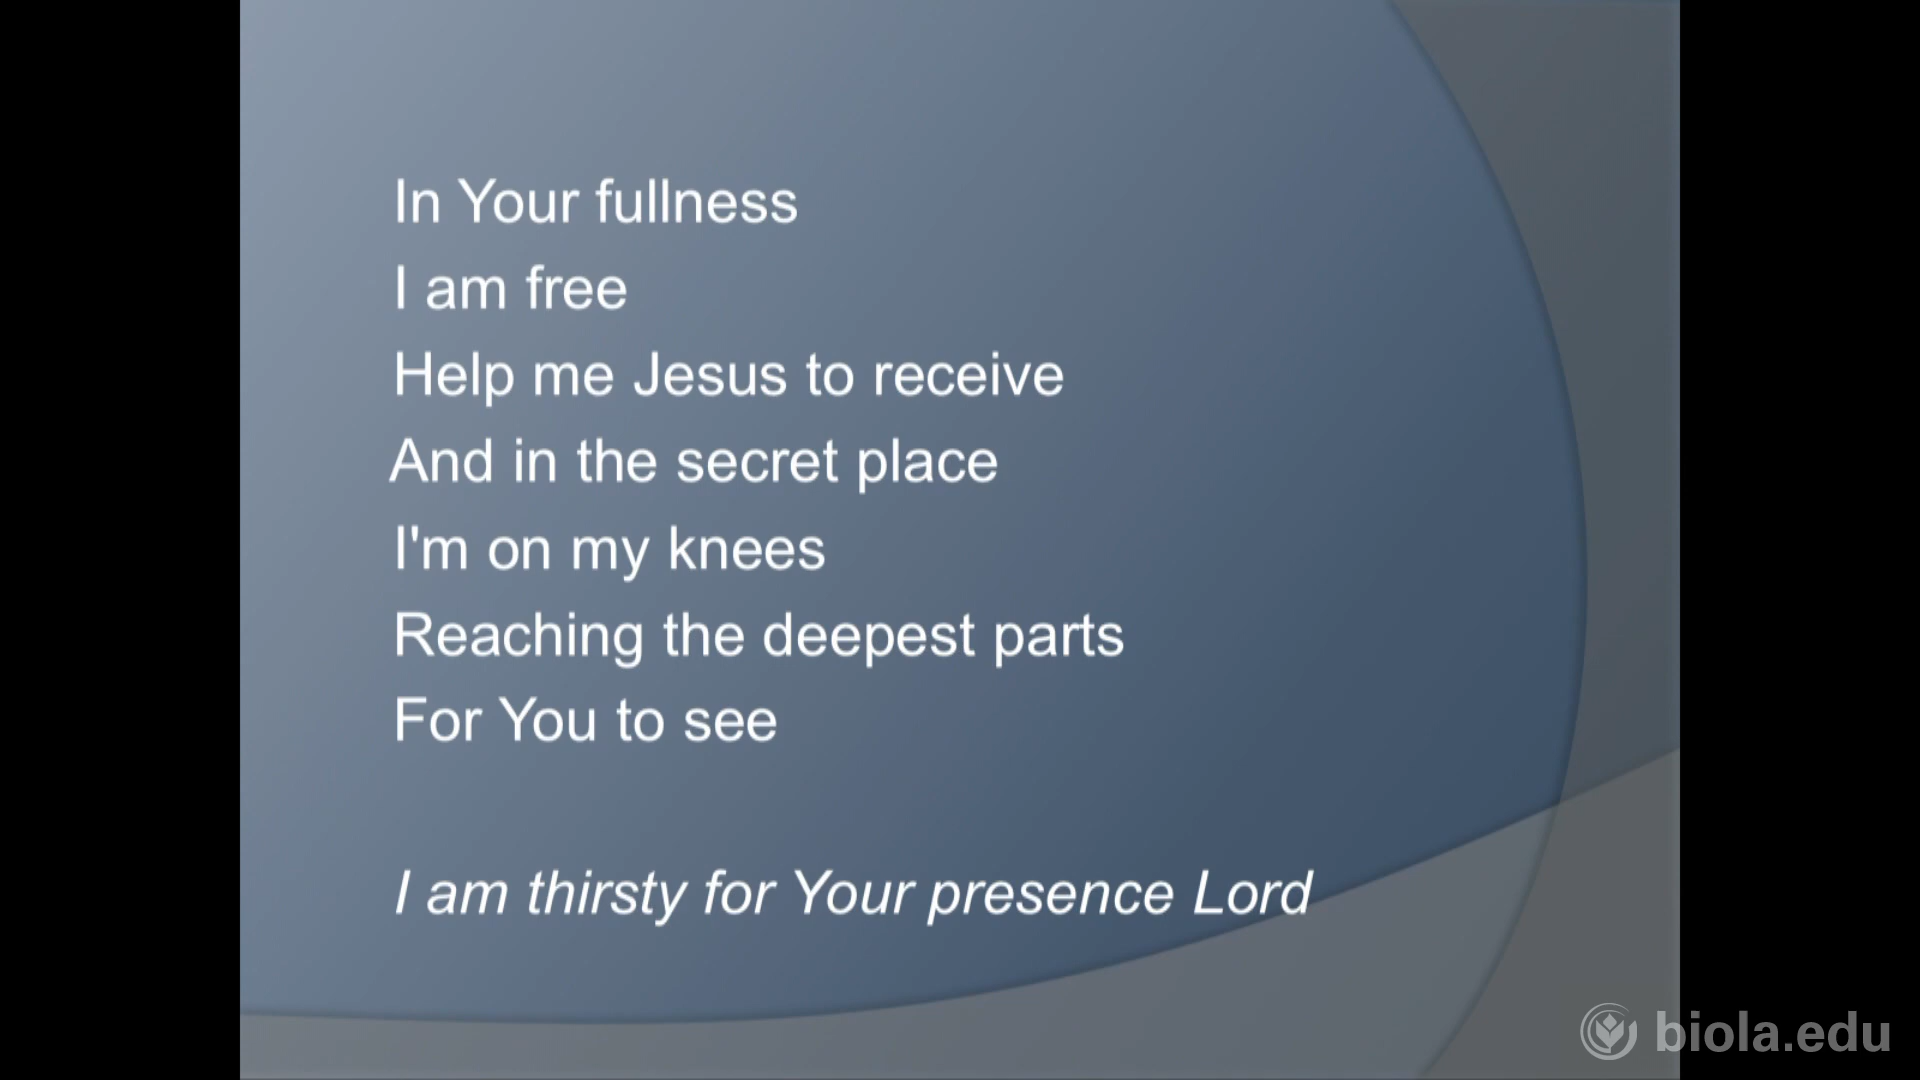 In Your fullness
I am free
Help me Jesus to receive
And in the secret place
I'm on my knees
Reaching the deepest parts
For You to see
I am thirsty for Your presence Lord
biola.edu